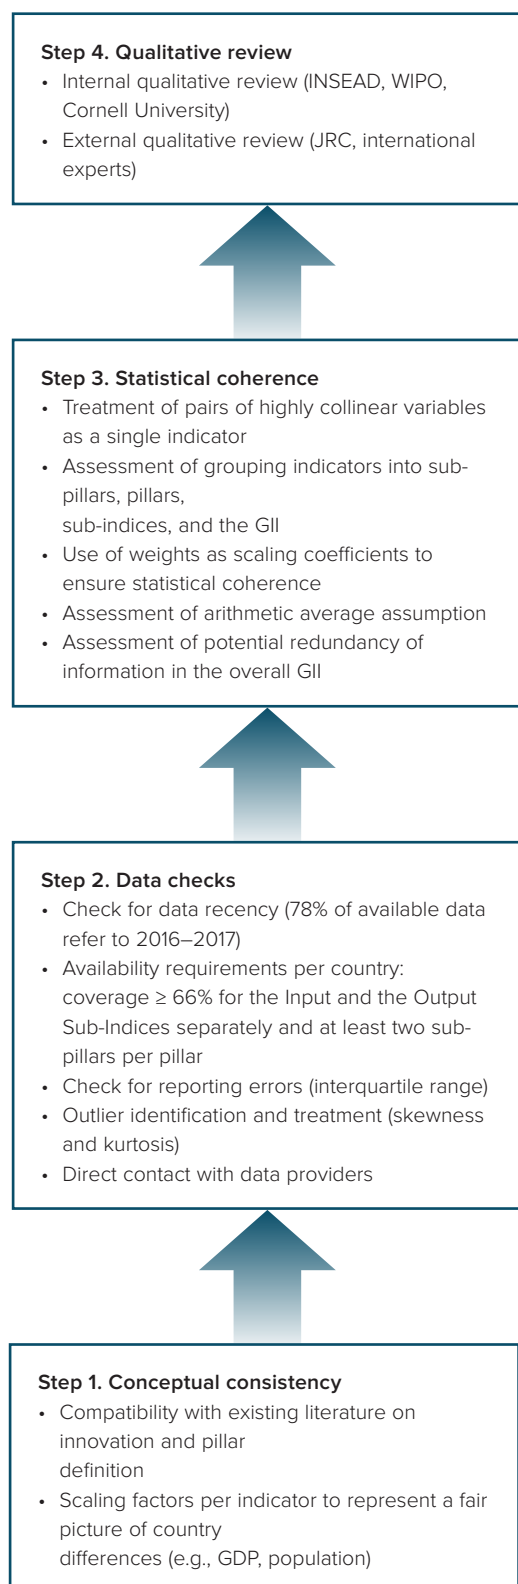 Step 4. Qualitative review
• Internal qualitative review (INSEAD, WIPO,
Cornell University)
• External qualitative review (JRC, international
experts)
Step 3. Statistical coherence
• Treatment of pairs of highly collinear variables
as a single indicator
• Assessment of grouping indicators into sub-
pillars, pillars,
sub-indices, and the GII
• Use of weights as scaling coefficients to
ensure statistical coherence
• Assessment of arithmetic average assumption
• Assessment of potential redundancy of
information in the overall GII
Step 2. Data checks
• Check for data recency (78% of available data
refer to 2016–2017)
• Availability requirements per country:
coverage ≥ 66% for the Input and the Output
Sub-Indices separately and at least two sub-
pillars per pillar
• Check for reporting errors (interquartile range)
• Outlier identification and treatment (skewness
and kurtosis)
• Direct contact with data providers
Step 1. Conceptual consistency
• Compatibility with existing literature on
innovation and pillar
definition
• Scaling factors per indicator to represent a fair
picture of country
differences (e.g., GDP, population)